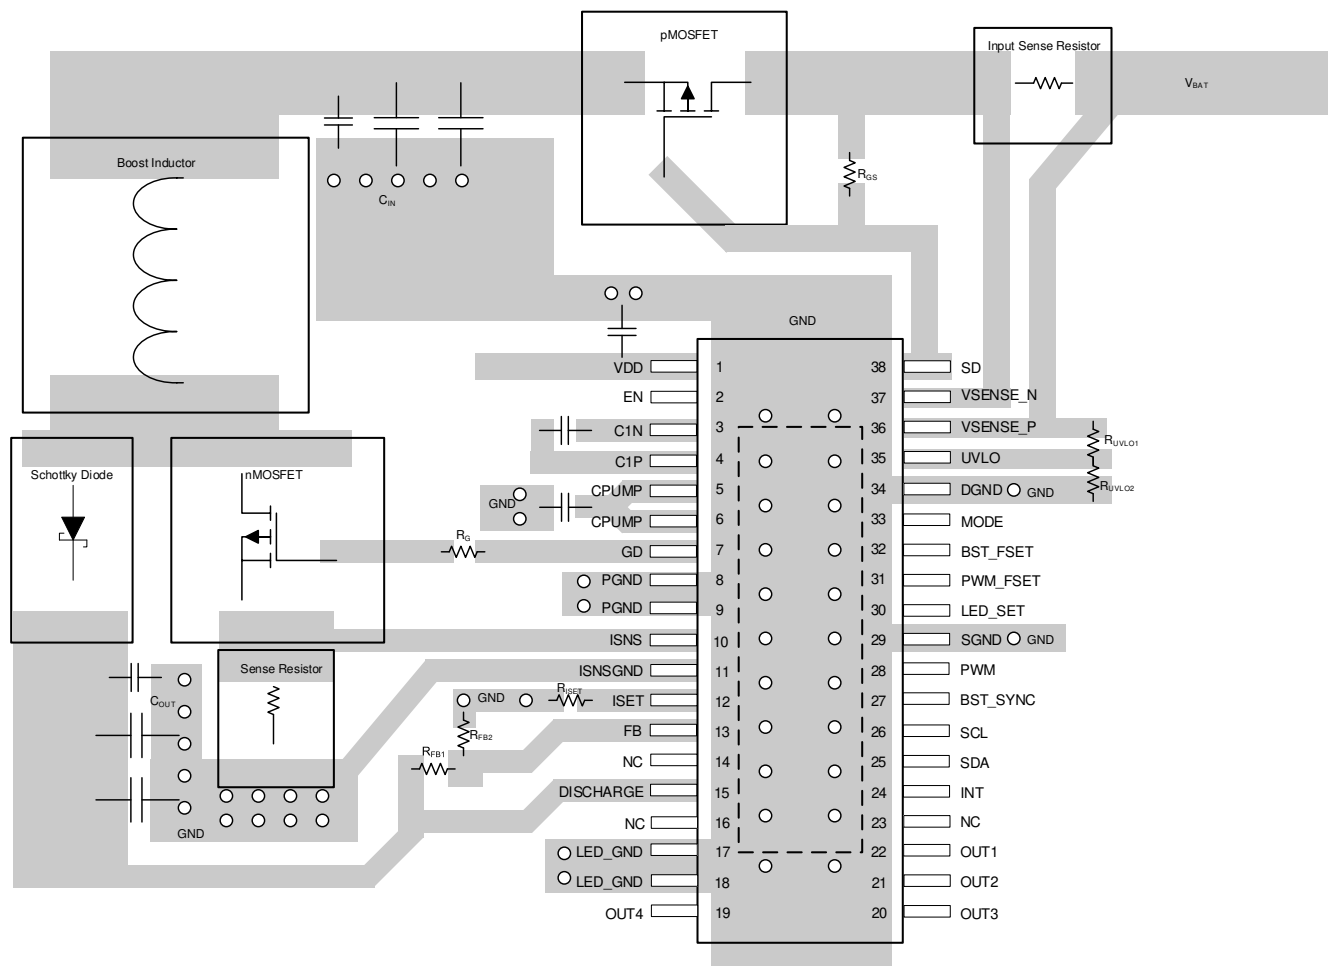 pMOSFET
Input Sense Resistor
VBAT
Boost Inductor
RGS
CIN
GND
VDD 1 38 SD
EN 2 37 VSENSE_N
C1N 3 36 VSENSE_P
RUVLO1
C1P 4 35 UVLO
Schottky Diode
nMOSFET
CPUMP 5 34 DGND GND
RUVLO2
GND
CPUMP 6 33 MODE
RG
GD 7 32 BST_FSET
PGND 8 31 PWM_FSET
PGND 9 30 LED_SET
ISNS 10 29 SGND GND
Sense Resistor
ISNSGND 11 28 PWM
COUT
GND
RISET
ISET 12 27 BST_SYNC
RFB2
FB 13 26 SCL
RFB1
NC 14 25 SDA
DISCHARGE 15 24 INT
NC 16 23 NC
GND
LED_GND 17 22 OUT1
LED_GND 18 21 OUT2
OUT4 19 20 OUT3